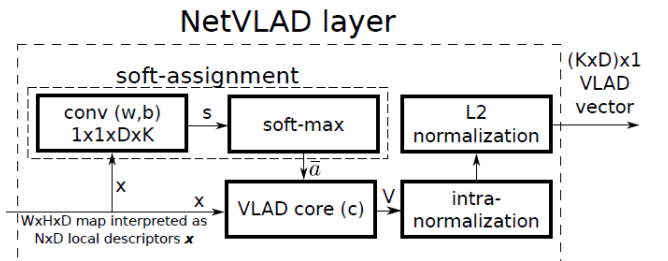 NetVLAD layer
(KxD)x1
VLAD
vector
soft-assignment
conv (w,b)
1x1xDxK
s
soft-max
L2
normalization
x
ā
x
VLAD core (c)
V
intra-
normalization
WxHxD map interpreted as
NxD local descriptors x